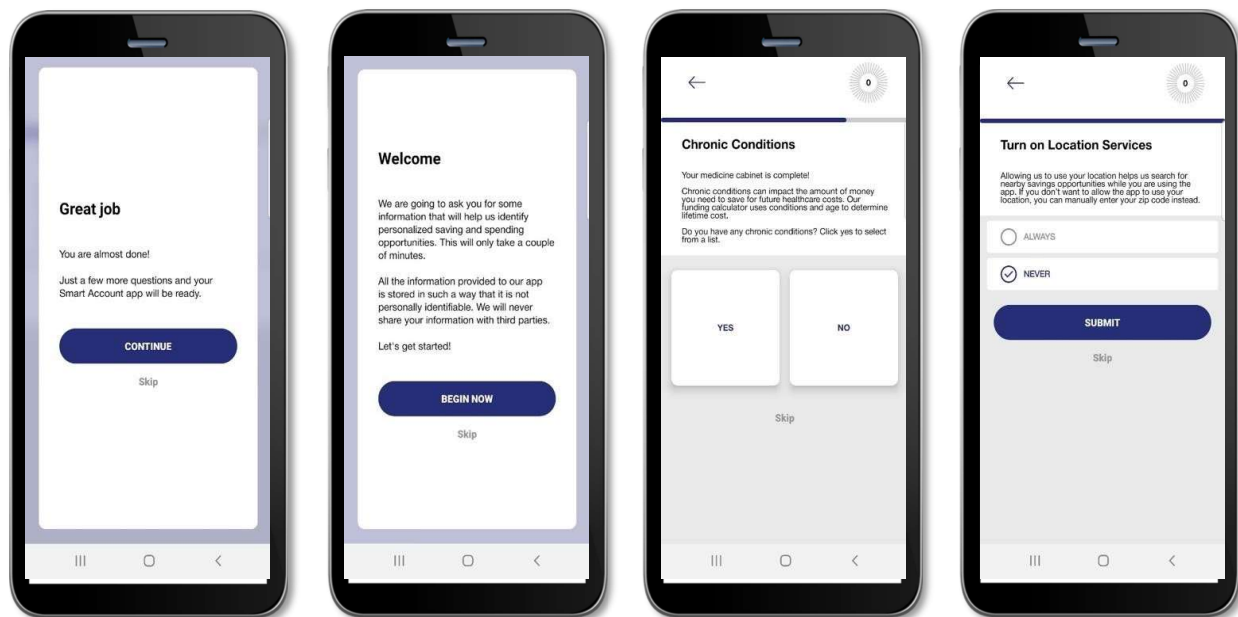 Great job
You are almost done!
Just a few more questions and your
Smart Account app will be ready.
CONTINUE
Skip
Welcome
We are going to ask you for some
information that will help us identify
personalized saving and spending
opportunities. This will only take a couple
of minutes.
All the information provided to our app
is stored in such a way that it is not
personally identifiable. We will never
share your information with third parties.
Let's get started!
BEGIN NOW
Skip
0
Chronic Conditions
Your medicine cabinet is complete!
Chronic conditions can impact the amount of money
you need to save for future healthcare costs. Our
funding calculator uses conditions and age to determine
lifetime cost.
Do you have any chronic conditions? Click yes to select
from a list.
YES
NO
Skip
0
Turn on Location Services
Allowing us to use your location helps us search for
nearby savings opportunities while you are using the
app. If you don't want to allow the app to use your
location, you can manually enter your zip code instead.
ALWAYS
NEVER
SUBMIT
Skip